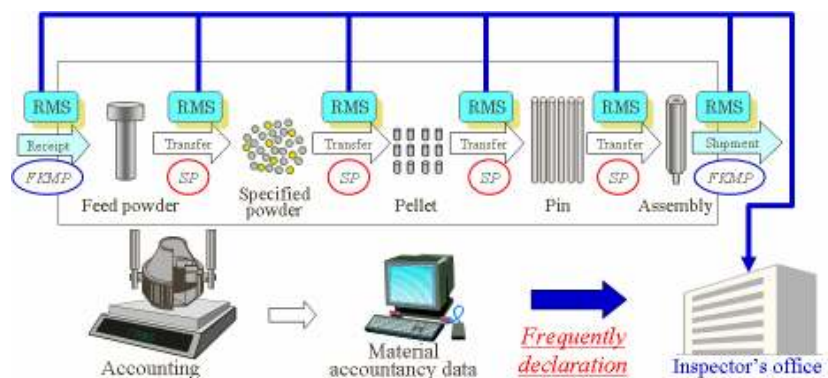 RMS RMS RMS RMS RMS RMS
Receipt Transfer Transfer Transfer Transfer Shipment
FKMP SP SP SP SP FKMP
Feed powder
Specified
powder
Pellet
Pin
Assembly
Accounting
Material
accountancy data
Frequently
declaration
Inspector's office